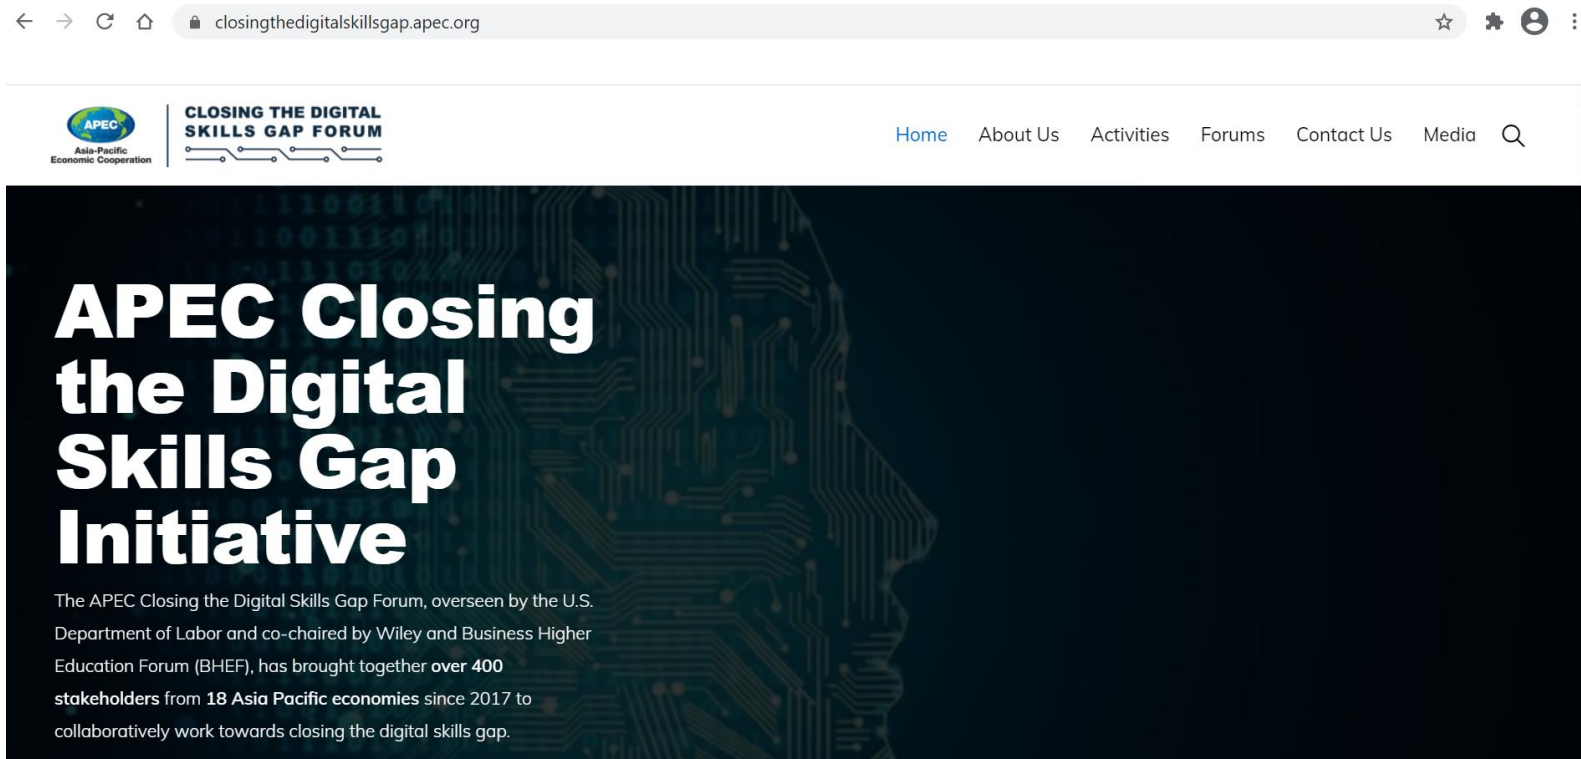 closingthedigitalskillsgap.apec.org
APEC
Asia-Pacific
Economic Cooperation
CLOSING THE DIGITAL
SKILLS GAP FORUM
Home About Us Activities Forums Contact Us Media
APEC Closing
the Digital
Skills Gap
Initiative
The APEC Closing the Digital Skills Gap Forum, overseen by the U.S.
Department of Labor and co-chaired by Wiley and Business Higher
Education Forum (BHEF), has brought together over 400
stakeholders from 18 Asia Pacific economies since 2017 to
collaboratively work towards closing the digital skills gap.